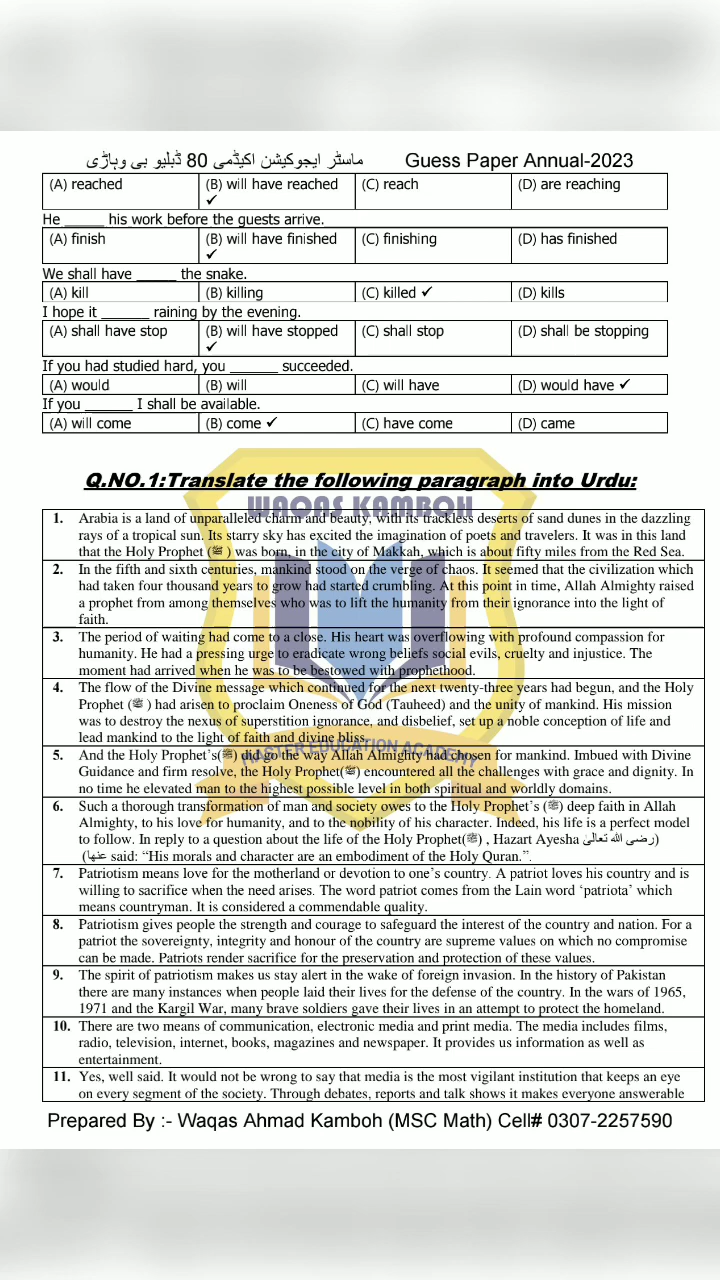 ماسٹر ایجوکیشن اکیڈمی 80 ڈبلیو بی وہاڑی Guess Paper Annual-2023
(A) reached (B) will have reached ✓ (C) reach (D) are reaching
He _____ his work before the guests arrive.
(A) finish (B) will have finished ✓ (C) finishing (D) has finished
We shall have _____ the snake.
(A) kill (B) killing (C) killed ✓ (D) kills
I hope it ______ raining by the evening.
(A) shall have stop (B) will have stopped ✓ (C) shall stop (D) shall be stopping
If you had studied hard, you ______ succeeded.
(A) would (B) will (C) will have (D) would have ✓
If you ______ I shall be available.
(A) will come (B) come ✓ (C) have come (D) came
Q.NO.1:Translate the following paragraph into Urdu:
WAQAS KAMBOH
1. Arabia is a land of unparalleled charm and beauty, with its trackless deserts of sand dunes in the dazzling
rays of a tropical sun. Its starry sky has excited the imagination of poets and travelers. It was in this land
that the Holy Prophet (ﷺ ) was born, in the city of Makkah, which is about fifty miles from the Red Sea.
2. In the fifth and sixth centuries, mankind stood on the verge of chaos. It seemed that the civilization which
had taken four thousand years to grow had started crumbling. At this point in time, Allah Almighty raised
a prophet from among themselves who was to lift the humanity from their ignorance into the light of
faith.
3. The period of waiting had come to a close. His heart was overflowing with profound compassion for
humanity. He had a pressing urge to eradicate wrong beliefs social evils, cruelty and injustice. The
moment had arrived when he was to be bestowed with prophethood.
4. The flow of the Divine message which continued for the next twenty-three years had begun, and the Holy
Prophet (ﷺ ) had arisen to proclaim Oneness of God (Tauheed) and the unity of mankind. His mission
was to destroy the nexus of superstition ignorance, and disbelief, set up a noble conception of life and
lead mankind to the light of faith and divine bliss.
MASTER EDUCATION ACADEMY
5. And the Holy Prophet's(ﷺ) did go the way Allah Almighty had chosen for mankind. Imbued with Divine
Guidance and firm resolve, the Holy Prophet(ﷺ) encountered all the challenges with grace and dignity. In
no time he elevated man to the highest possible level in both spiritual and worldly domains.
6. Such a thorough transformation of man and society owes to the Holy Prophet's (ﷺ) deep faith in Allah
Almighty, to his love for humanity, and to the nobility of his character. Indeed, his life is a perfect model
to follow. In reply to a question about the life of the Holy Prophet(ﷺ) , Hazart Ayesha (رضی اللہ تعالیٰ
عنھا) said: “His morals and character are an embodiment of the Holy Quran.”.
7. Patriotism means love for the motherland or devotion to one's country. A patriot loves his country and is
willing to sacrifice when the need arises. The word patriot comes from the Lain word ‘patriota’ which
means countryman. It is considered a commendable quality.
8. Patriotism gives people the strength and courage to safeguard the interest of the country and nation. For a
patriot the sovereignty, integrity and honour of the country are supreme values on which no compromise
can be made. Patriots render sacrifice for the preservation and protection of these values.
9. The spirit of patriotism makes us stay alert in the wake of foreign invasion. In the history of Pakistan
there are many instances when people laid their lives for the defense of the country. In the wars of 1965,
1971 and the Kargil War, many brave soldiers gave their lives in an attempt to protect the homeland.
10. There are two means of communication, electronic media and print media. The media includes films,
radio, television, internet, books, magazines and newspaper. It provides us information as well as
entertainment.
11. Yes, well said. It would not be wrong to say that media is the most vigilant institution that keeps an eye
on every segment of the society. Through debates, reports and talk shows it makes everyone answerable
Prepared By :- Waqas Ahmad Kamboh (MSC Math) Cell# 0307-2257590